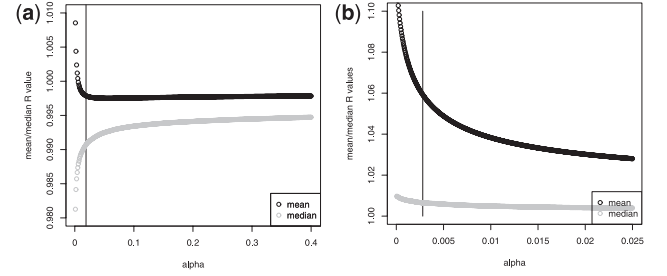 (a)
mean/median R value
1.010
1.005
1.000
0.995
0.990
0.985
0.980
0
0.1
0.2
0.3
0.4
alpha
mean
median
(b)
mean/median R values
1.10
1.08
1.06
1.04
1.02
1.00
0
0.005
0.01
0.015
0.02
0.025
alpha
mean
median